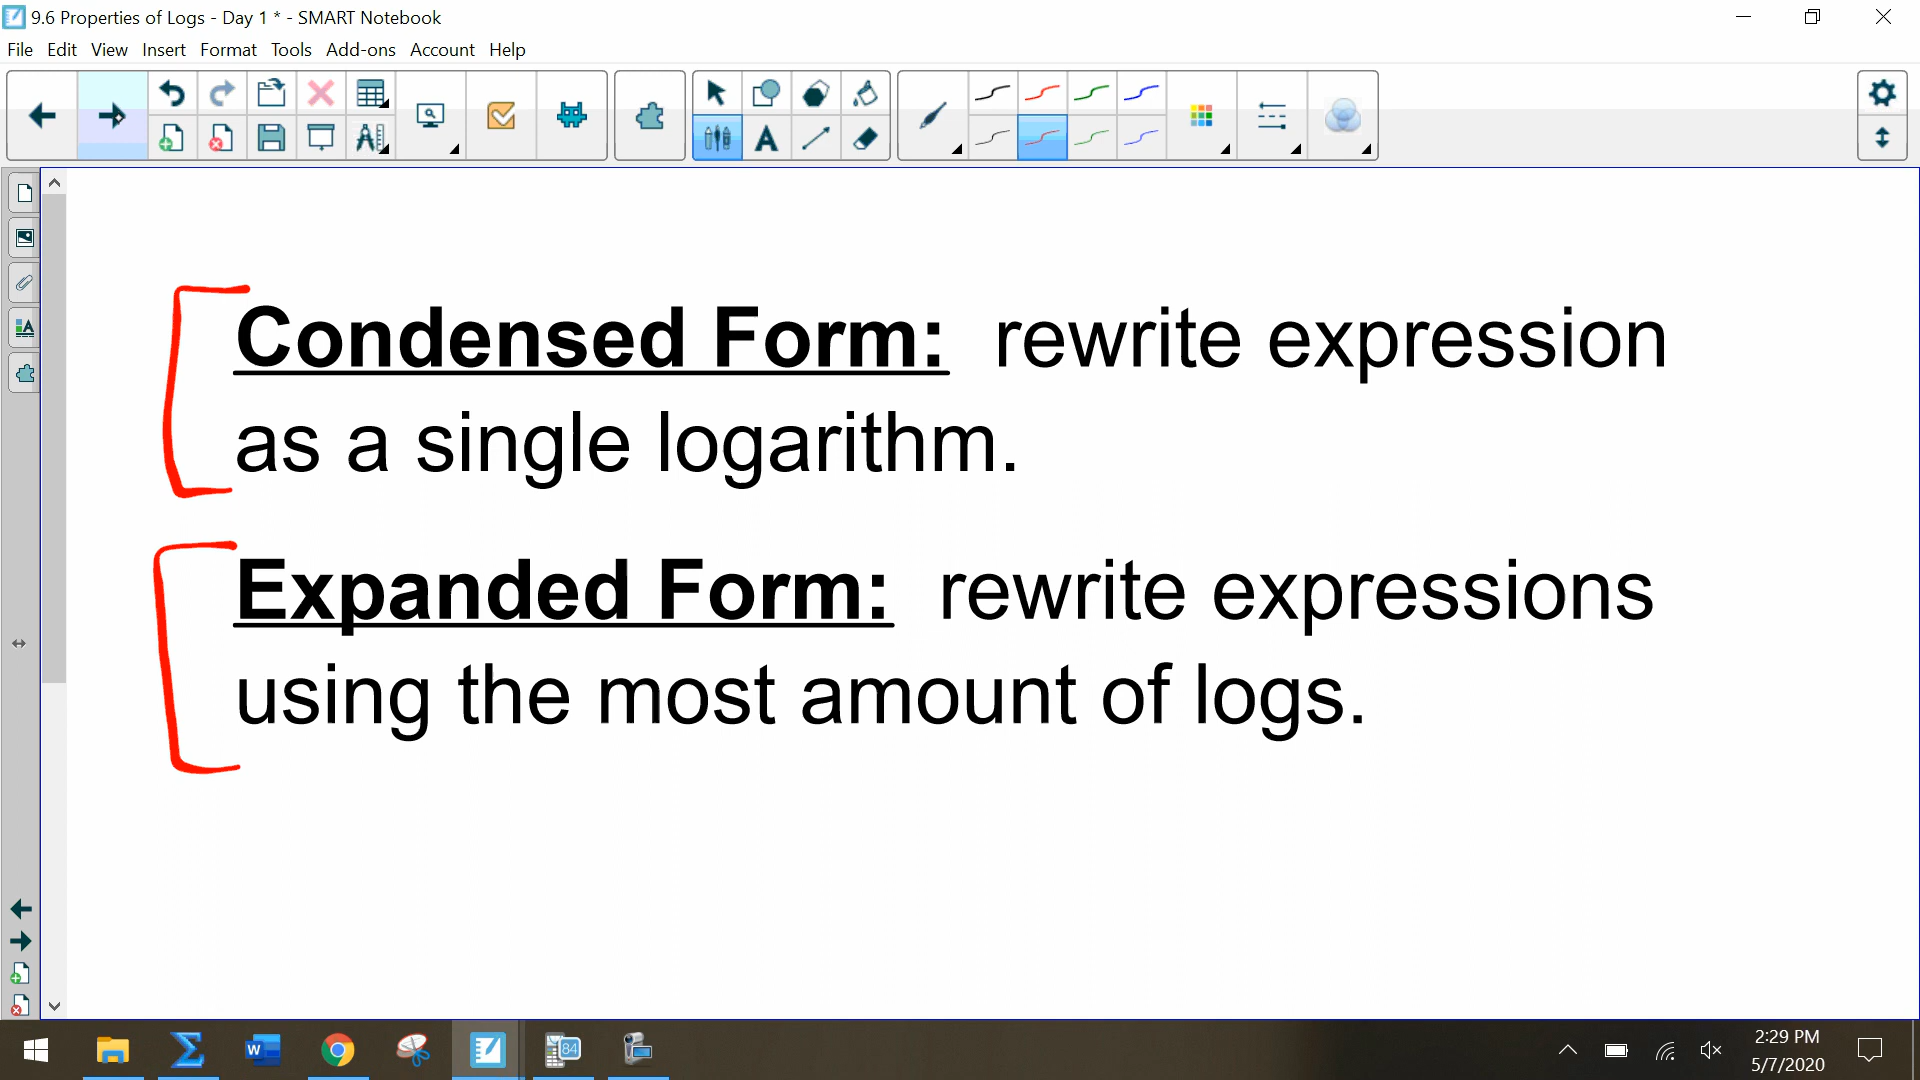 9.6 Properties of Logs - Day 1 * - SMART Notebook
File Edit View Insert Format Tools Add-ons Account Help
Condensed Form: rewrite expression
as a single logarithm.
Expanded Form: rewrite expressions
using the most amount of logs.
2:29 PM
5/7/2020